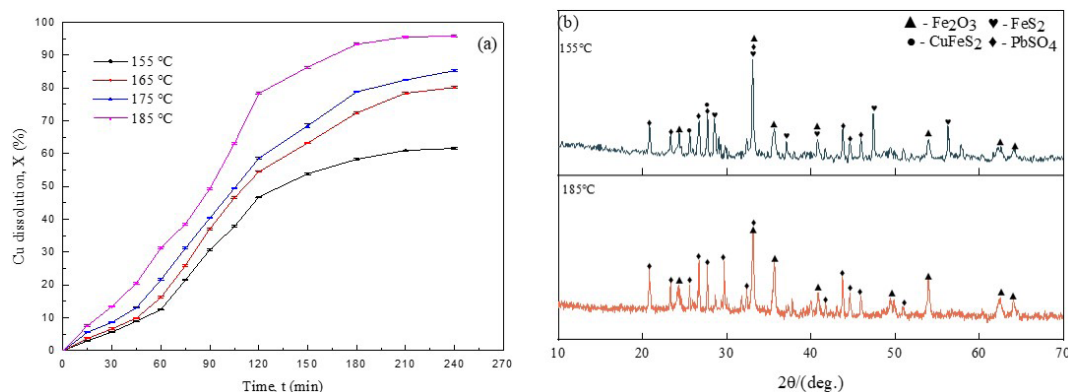 (a)
155 °C
165 °C
175 °C
185 °C
Cu dissolution, X (%)
100
90
80
70
60
50
40
30
20
10
0
0 30 60 90 120 150 180 210 240 270
Time, t (min)
(b)
▲ - Fe₂O₃ ♥ - FeS₂
● - CuFeS₂ ♦ - PbSO₄
155°C
185°C
10 20 30 40 50 60 70
2θ/(deg.)